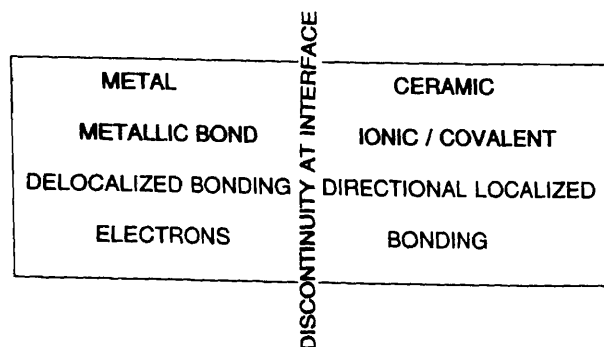 METAL
METALLIC BOND
DELOCALIZED BONDING
ELECTRONS
DISCONTINUITY AT INTERFACE
CERAMIC
IONIC / COVALENT
DIRECTIONAL LOCALIZED
BONDING